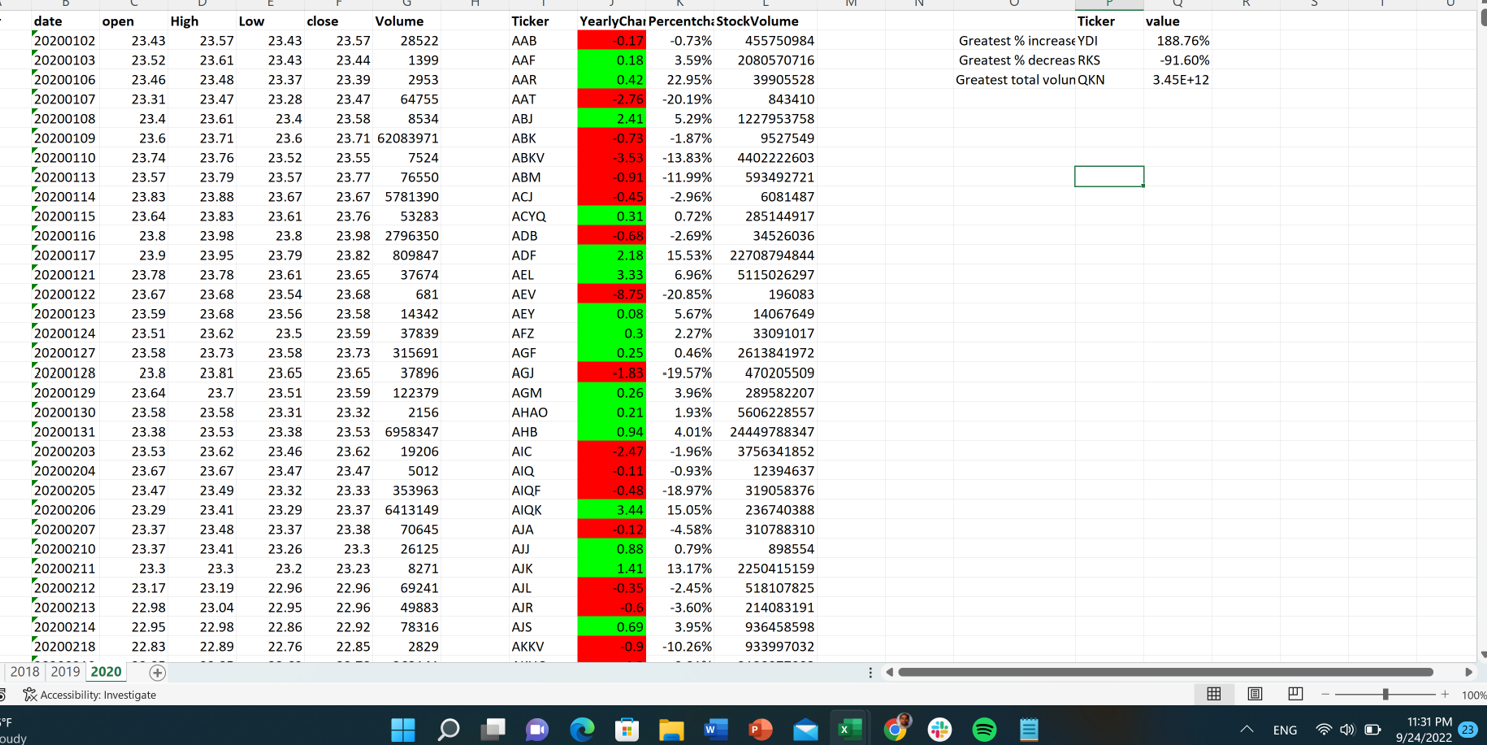 B C D E F G H I J K L M N O P Q R S T U
date open High Low close Volume Ticker YearlyCha Percentcha StockVolume Ticker value
20200102 23.43 23.57 23.43 23.57 28522 AAB -0.17 -0.73% 455750984 Greatest % increase YDI 188.76%
20200103 23.52 23.61 23.43 23.44 1399 AAF 0.18 3.59% 2080570716 Greatest % decreas RKS -91.60%
20200106 23.46 23.48 23.37 23.39 2953 AAR 0.42 22.95% 39905528 Greatest total volun QKN 3.45E+12
20200107 23.31 23.47 23.28 23.47 64755 AAT -2.76 -20.19% 843410
20200108 23.4 23.61 23.4 23.58 8534 ABJ 2.41 5.29% 1227953758
20200109 23.6 23.71 23.6 23.71 62083971 ABK -0.73 -1.87% 9527549
20200110 23.74 23.76 23.52 23.55 7524 ABKV -3.53 -13.83% 4402222603
20200113 23.57 23.79 23.57 23.77 76550 ABM -0.91 -11.99% 593492721
20200114 23.83 23.88 23.67 23.67 5781390 ACJ -0.45 -2.96% 6081487
20200115 23.64 23.83 23.61 23.76 53283 ACYQ 0.31 0.72% 285144917
20200116 23.8 23.98 23.8 23.98 2796350 ADB -0.68 -2.69% 34526036
20200117 23.9 23.95 23.79 23.82 809847 ADF 2.18 15.53% 22708794844
20200121 23.78 23.78 23.61 23.65 37674 AEL 3.33 6.96% 5115026297
20200122 23.67 23.68 23.54 23.68 681 AEV -8.75 -20.85% 196083
20200123 23.59 23.68 23.56 23.58 14342 AEY 0.08 5.67% 14067649
20200124 23.51 23.62 23.5 23.59 37839 AFZ 0.3 2.27% 33091017
20200127 23.58 23.73 23.58 23.73 315691 AGF 0.25 0.46% 2613841972
20200128 23.8 23.81 23.65 23.65 37896 AGJ -1.83 -19.57% 470205509
20200129 23.64 23.7 23.51 23.59 122379 AGM 0.26 3.96% 289582207
20200130 23.58 23.58 23.31 23.32 2156 AHAO 0.21 1.93% 5606228557
20200131 23.38 23.53 23.38 23.53 6958347 AHB 0.94 4.01% 24449788347
20200203 23.53 23.62 23.46 23.62 19206 AIC -2.47 -1.96% 3756341852
20200204 23.67 23.67 23.47 23.47 5012 AIQ -0.11 -0.93% 12394637
20200205 23.47 23.49 23.32 23.33 353963 AIQF -0.48 -18.97% 319058376
20200206 23.29 23.41 23.29 23.37 6413149 AIQK 3.44 15.05% 236740388
20200207 23.37 23.48 23.37 23.38 70645 AJA -0.12 -4.58% 310788310
20200210 23.37 23.41 23.26 23.3 26125 AJJ 0.88 0.79% 898554
20200211 23.3 23.3 23.2 23.23 8271 AJK 1.41 13.17% 2250415159
20200212 23.17 23.19 22.96 22.96 69241 AJL -0.35 -2.45% 518107825
20200213 22.98 23.04 22.95 22.96 49883 AJR -0.6 -3.60% 214083191
20200214 22.95 22.98 22.86 22.92 78316 AJS 0.69 3.95% 936458598
20200218 22.83 22.89 22.76 22.85 2829 AKKV -0.9 -10.26% 933997032
2018 2019 2020
Accessibility: Investigate 100%
°F
oudy
ENG 11:31 PM
9/24/2022 23